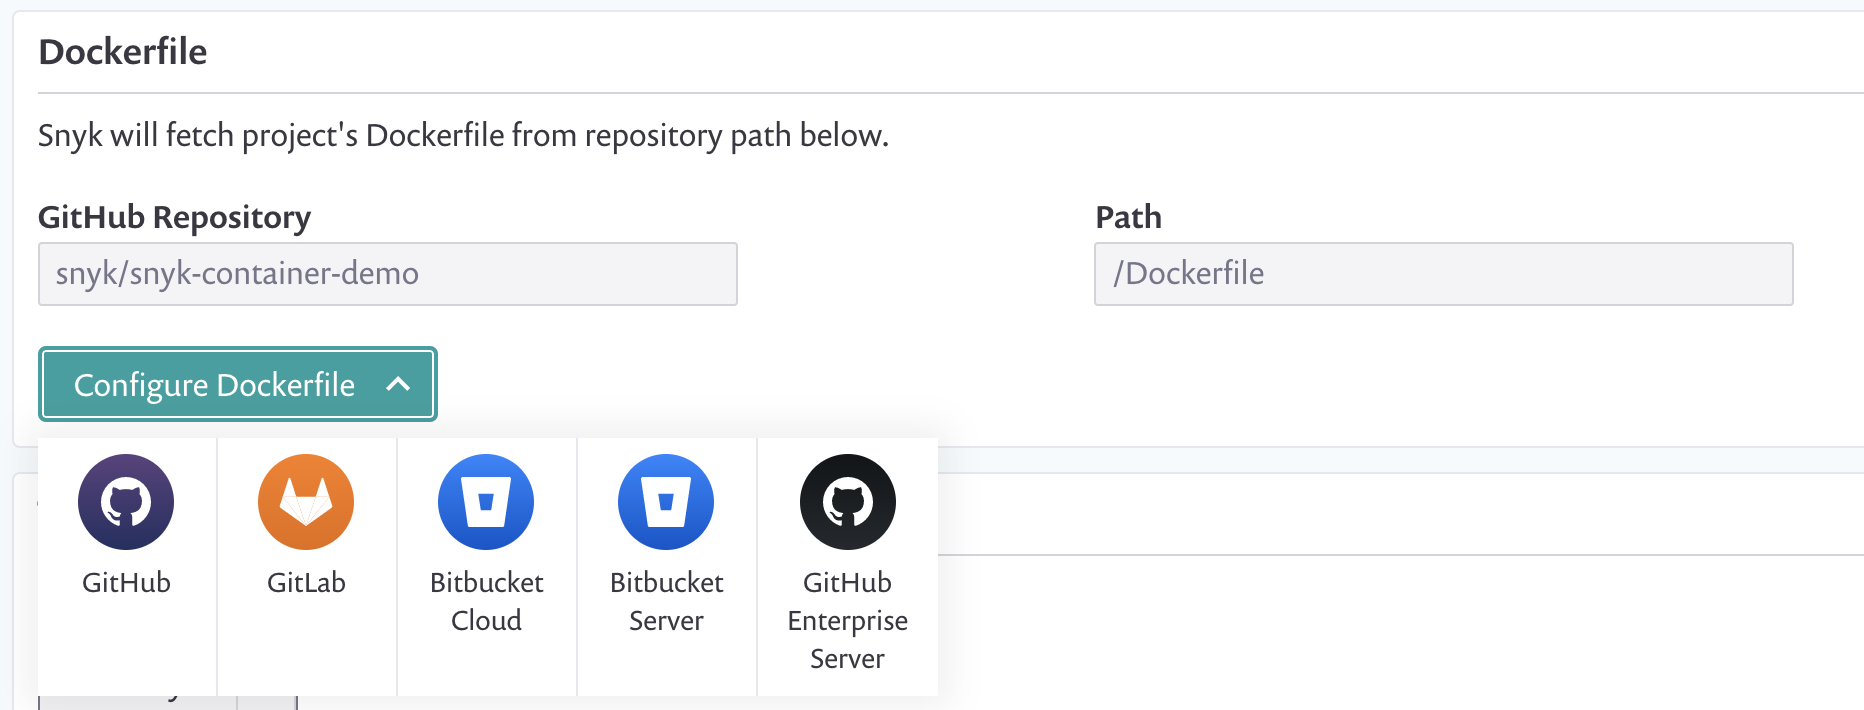 Dockerfile
Snyk will fetch project's Dockerfile from repository path below.
GitHub Repository
Path
snyk/snyk-container-demo
/Dockerfile
Configure Dockerfile
GitHub
GitLab
Bitbucket
Cloud
Bitbucket
Server
GitHub
Enterprise
Server